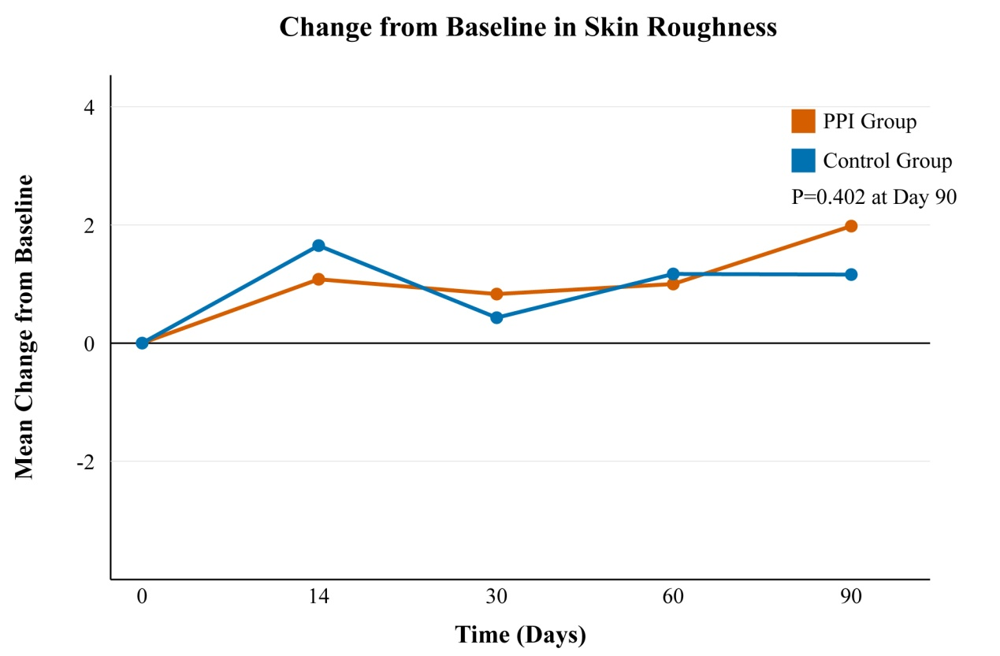 Change from Baseline in Skin Roughness
Mean Change from Baseline
4
2
0
-2
PPI Group
Control Group
P=0.402 at Day 90
0 14 30 60 90
Time (Days)